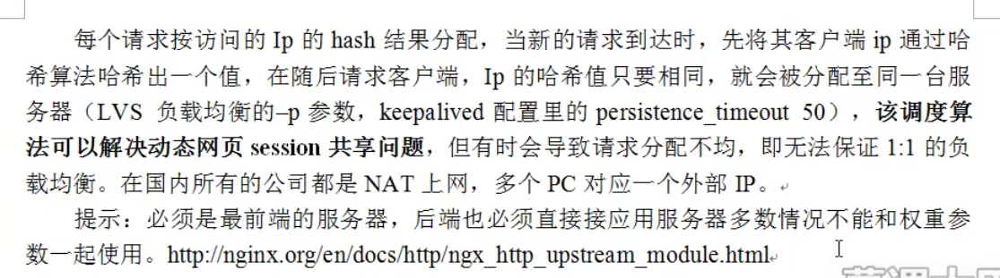 每个请求按访问的 Ip 的 hash 结果分配，当新的请求到达时，先将其客户端 ip 通过哈
希算法哈希出一个值，在随后请求客户端，Ip 的哈希值只要相同，就会被分配至同一台服
务器（LVS 负载均衡的–p 参数，keepalived 配置里的 persistence_timeout 50），该调度算
法可以解决动态网页 session 共享问题，但有时会导致请求分配不均，即无法保证 1:1 的负
载均衡。在国内所有的公司都是 NAT 上网，多个 PC 对应一个外部 IP。
提示：必须是最前端的服务器，后端也必须直接接应用服务器多数情况不能和权重参
数一起使用。http://nginx.org/en/docs/http/ngx_http_upstream_module.html